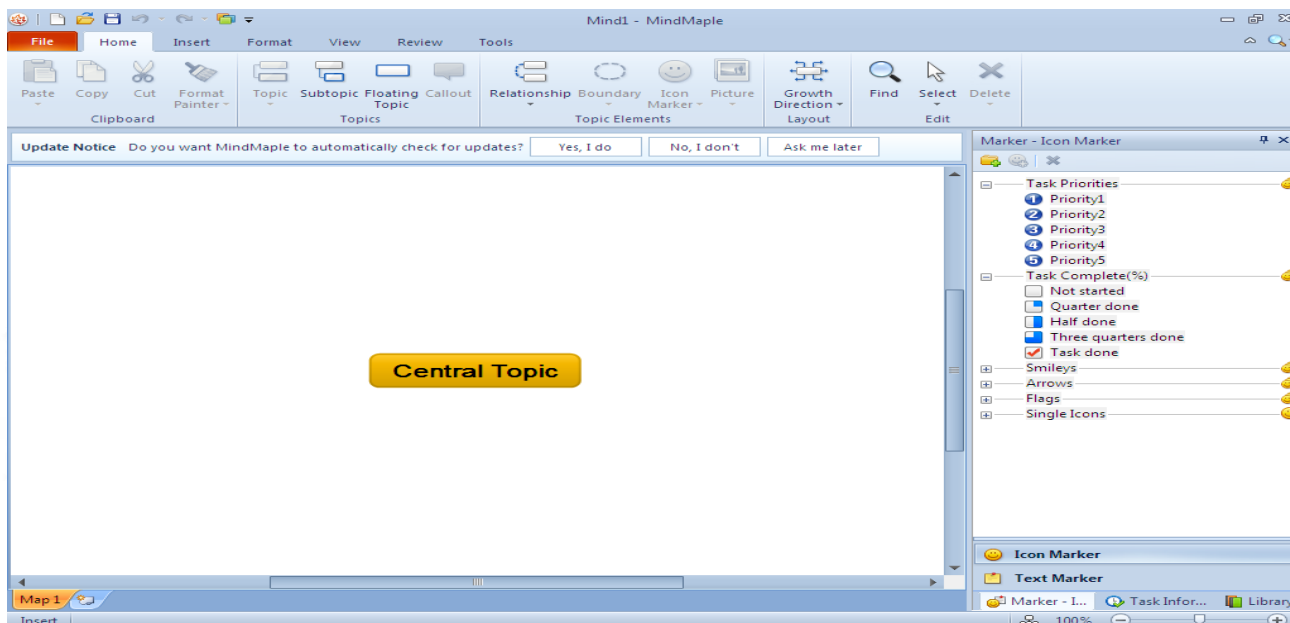 Mind1 - MindMaple
File Home Insert Format View Review Tools
Paste Copy Cut Format Painter Topic Subtopic Floating Topic Callout Relationship Boundary Icon Marker Picture Growth Direction Find Select Delete
Clipboard Topics Topic Elements Layout Edit
Update Notice Do you want MindMaple to automatically check for updates? Yes, I do No, I don't Ask me later
Central Topic
Marker - Icon Marker
Task Priorities
1 Priority1
2 Priority2
3 Priority3
4 Priority4
5 Priority5
Task Complete(%)
Not started
Quarter done
Half done
Three quarters done
Task done
Smileys
Arrows
Flags
Single Icons
Icon Marker
Text Marker
Marker - I... Task Infor... Library
Map 1
Insert 100%